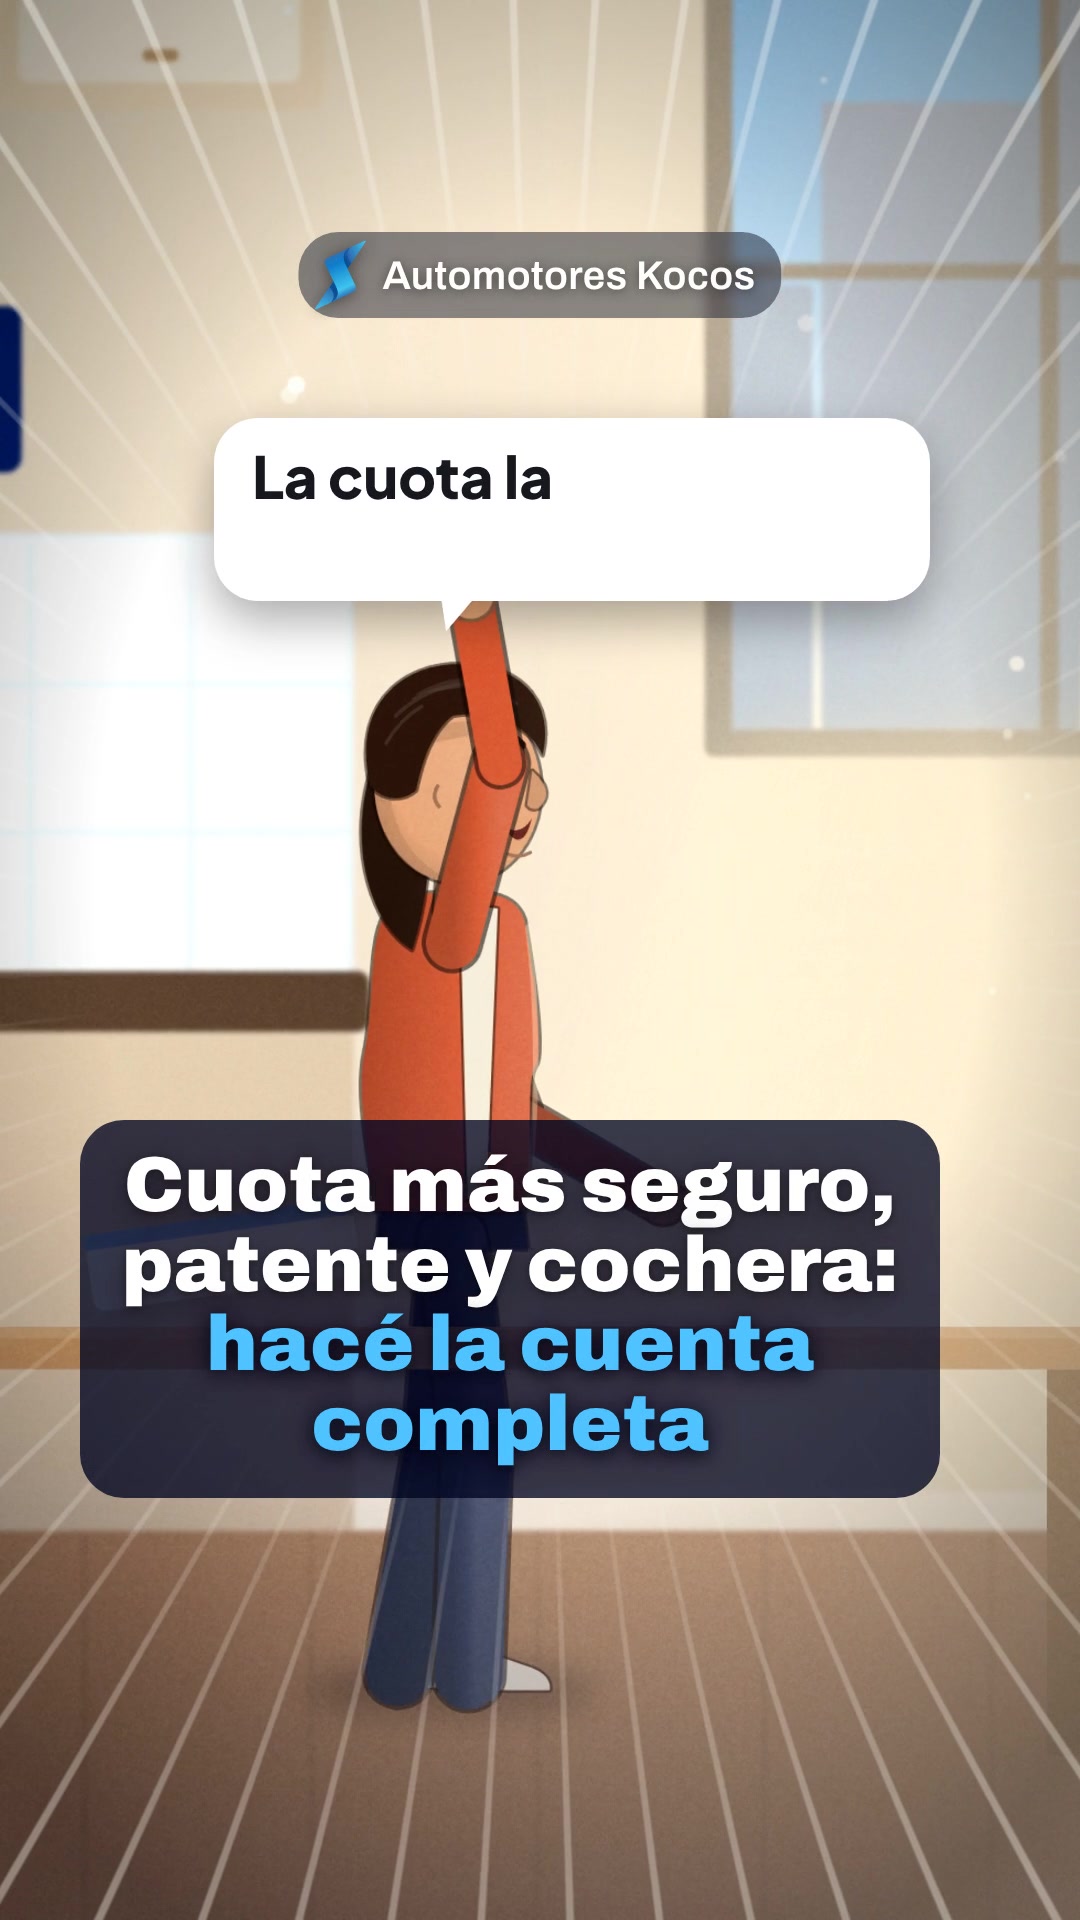 Automotores Kocos
La cuota la
Cuota más seguro,
patente y cochera:
hacé la cuenta
completa